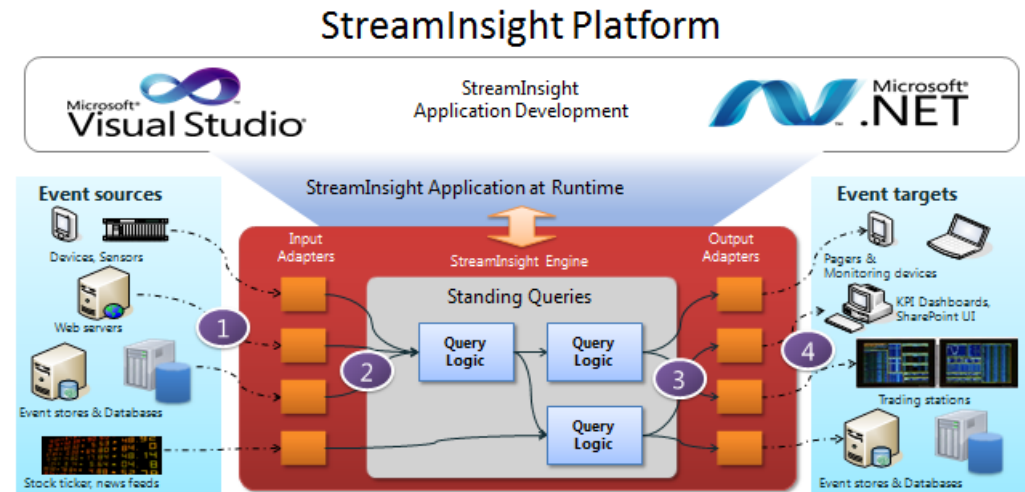 StreamInsight Platform
Microsoft®
Visual Studio®
StreamInsight
Application Development
Microsoft®
.NET
StreamInsight Application at Runtime
Event sources
Devices, Sensors
Web servers
Event stores & Databases
Stock ticker, news feeds
Input
Adapters
StreamInsight Engine
Standing Queries
Query
Logic
Query
Logic
Query
Logic
Output
Adapters
1
2
3
4
Event targets
Pagers &
Monitoring devices
KPI Dashboards,
SharePoint UI
Trading stations
Event stores & Databases